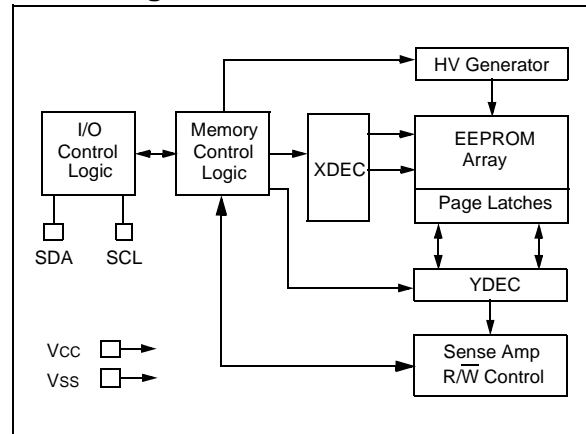 HV Generator
I/O
Control
Logic
Memory
Control
Logic
XDEC
EEPROM
Array
Page Latches
SDA
SCL
YDEC
Vcc
Vss
Sense Amp
R/W̅ Control